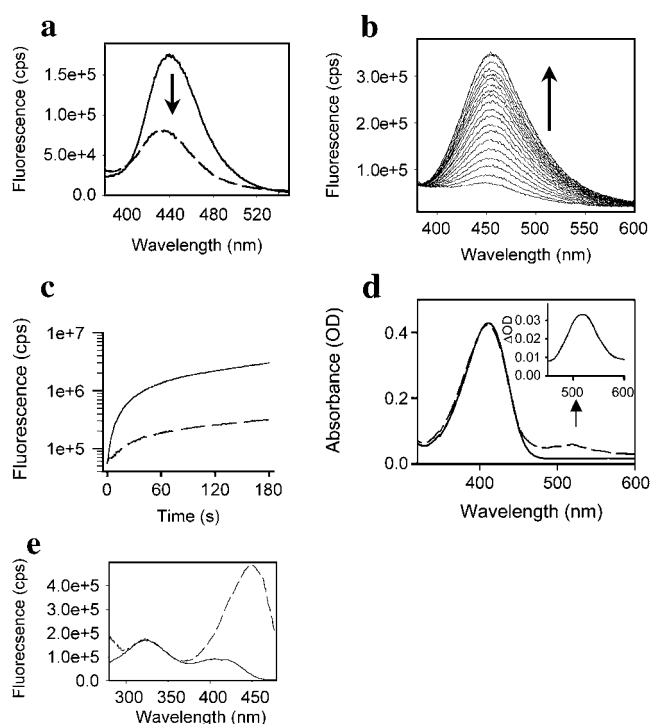 a
Fluorescence (cps)
1.5e+5
1.0e+5
5.0e+4
0.0
400 440 480 520
Wavelength (nm)
b
Fluorescence (cps)
3.0e+5
2.0e+5
1.0e+5
400 450 500 550 600
Wavelength (nm)
c
Fluorescence (cps)
1e+7
1e+6
1e+5
0 60 120 180
Time (s)
d
Absorbance (OD)
0.4
0.2
0.0
400 500 600
Wavelength (nm)
ΔOD
0.03
0.02
0.01
0.00
500 600
e
Fluorecsence (cps)
5.0e+5
4.0e+5
3.0e+5
2.0e+5
1.0e+5
0.0
300 350 400 450
Wavelength (nm)